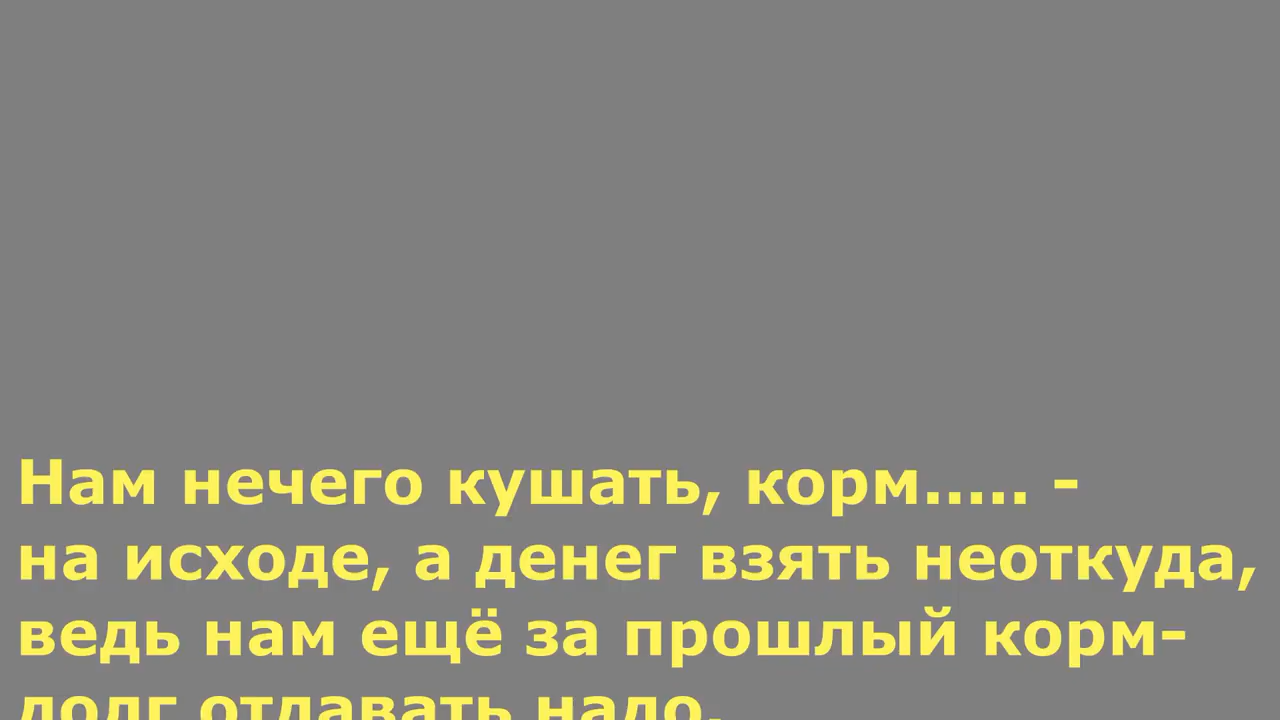 Нам нечего кушать, корм..... -
на исходе, а денег взять неоткуда,
ведь нам ещё за прошлый корм-
долг отдавать надо.